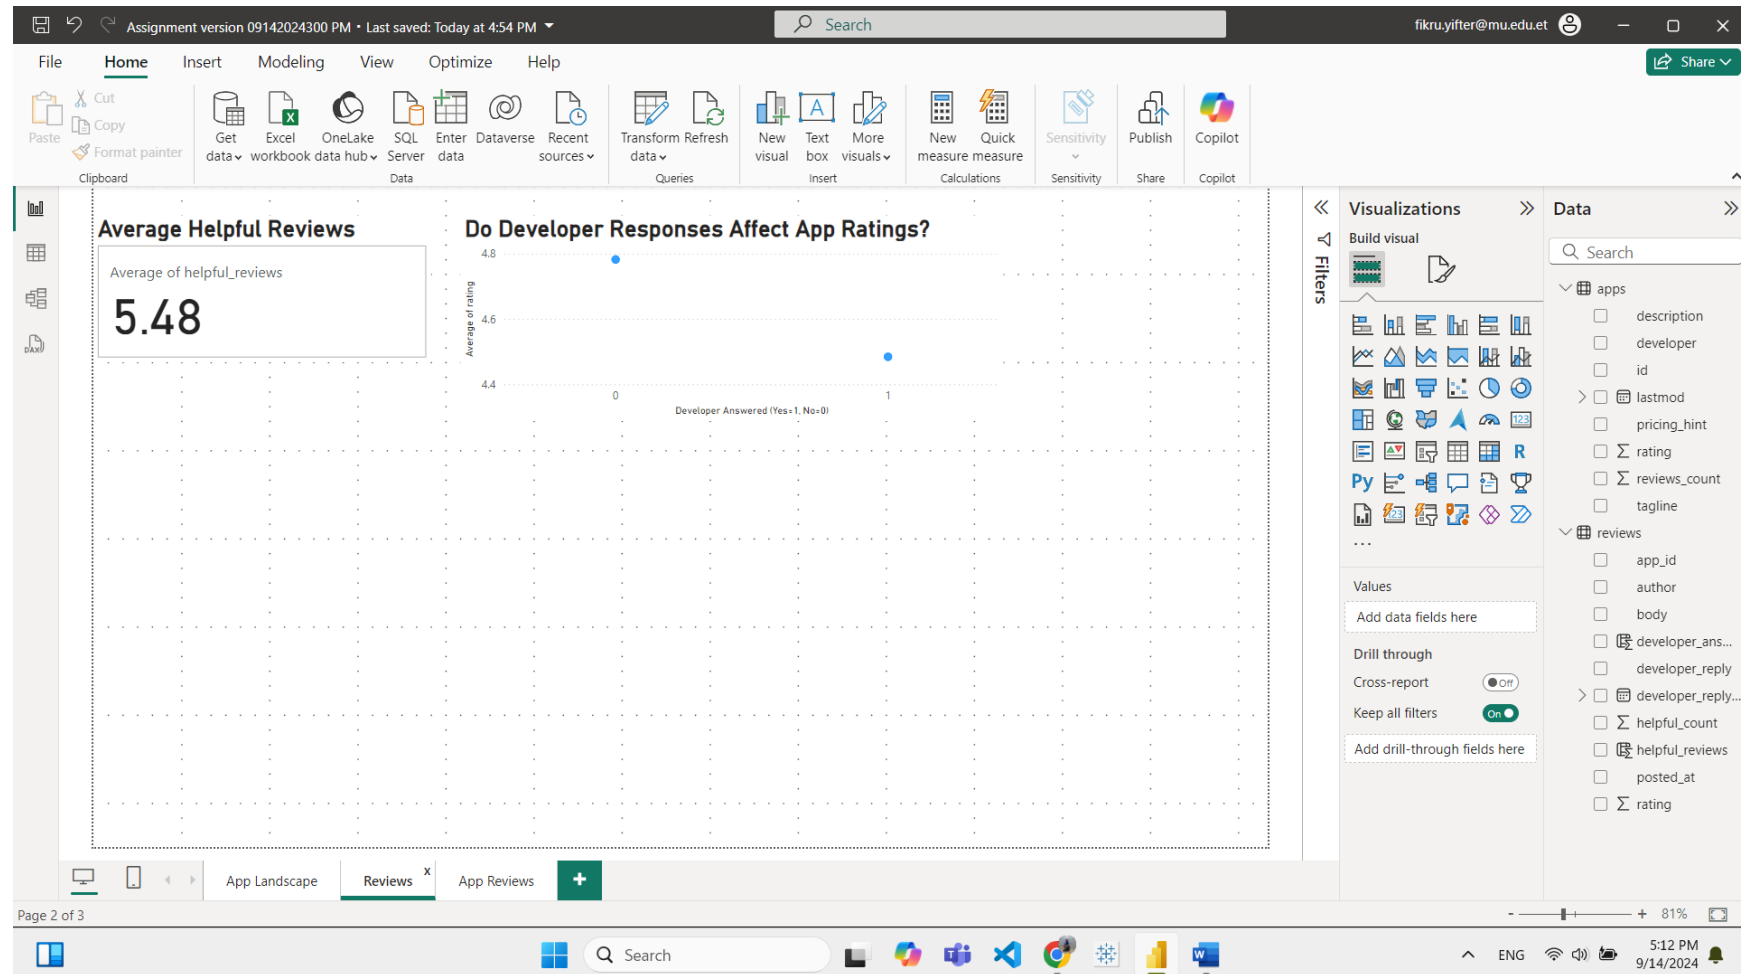 Assignment version 09142024300 PM • Last saved: Today at 4:54 PM
Search
fikru.yifter@mu.edu.et
File Home Insert Modeling View Optimize Help
Share
Paste
Cut
Copy
Format painter
Clipboard
Get data
Excel workbook
OneLake data hub
SQL Server
Enter data
Dataverse
Recent sources
Data
Transform data
Refresh
Queries
New visual
Text box
More visuals
Insert
New measure
Quick measure
Calculations
Sensitivity
Sensitivity
Publish
Share
Copilot
Copilot
Average Helpful Reviews
Average of helpful_reviews
5.48
Do Developer Responses Affect App Ratings?
Average of rating
4.8
4.6
4.4
0 1
Developer Answered (Yes=1, No=0)
Filters
Visualizations
Build visual
123
R
Py
...
Values
Add data fields here
Drill through
Cross-report
Off
Keep all filters
On
Add drill-through fields here
Data
Search
apps
description
developer
id
lastmod
pricing_hint
rating
reviews_count
tagline
reviews
app_id
author
body
developer_ans...
developer_reply
developer_reply...
helpful_count
helpful_reviews
posted_at
rating
App Landscape
Reviews x
App Reviews
+
Page 2 of 3
- + 81%
Search
ENG
5:12 PM
9/14/2024